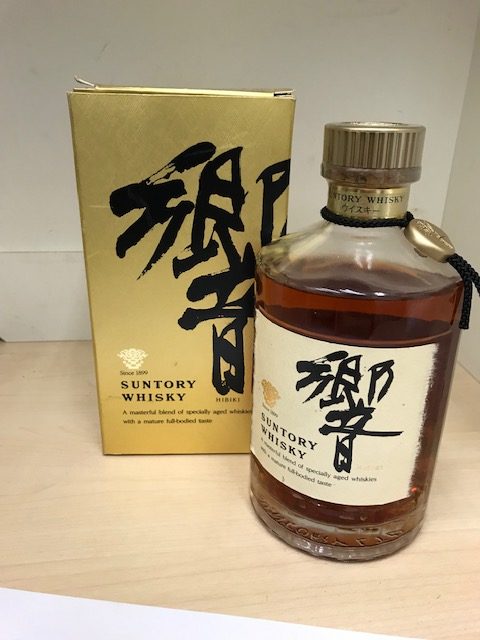 響
Since 1899
SUNTORY
WHISKY
HIBIKI
A masterful blend of specially aged whiskies
with a mature full-bodied taste
SUNTORY WHISKY
ウイスキー
響
Since 1899
SUNTORY
WHISKY
A masterful blend of specially aged whiskies
with a mature full-bodied taste